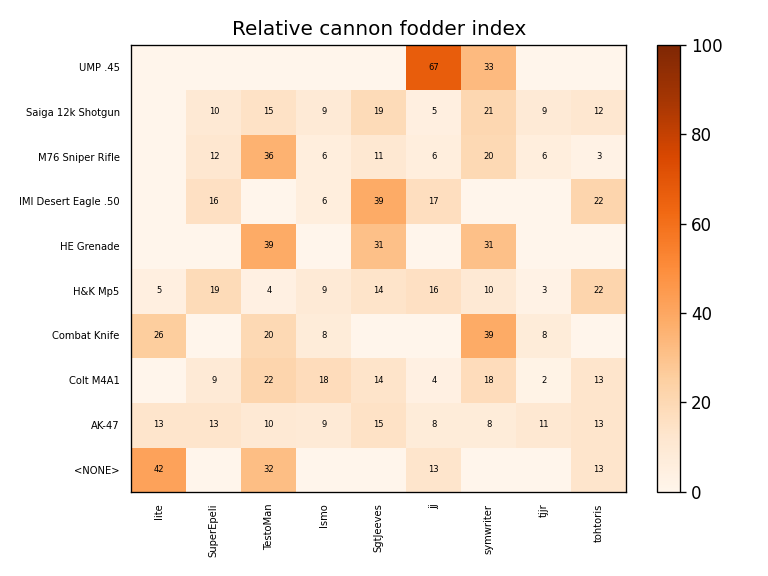 Relative cannon fodder index
UMP .45 67 33
Saiga 12k Shotgun 10 15 9 19 5 21 9 12
M76 Sniper Rifle 12 36 6 11 6 20 6 3
IMI Desert Eagle .50 16 6 39 17 22
HE Grenade 39 31 31
H&K Mp5 5 19 4 9 14 16 10 3 22
Combat Knife 26 20 8 39 8
Colt M4A1 9 22 18 14 4 18 2 13
AK-47 13 13 10 9 15 8 8 11 13
<NONE> 42 32 13 13
lite SuperEpeli TestoMan Ismo SgtJeeves jj symwriter tjjr tohtoris
100
80
60
40
20
0